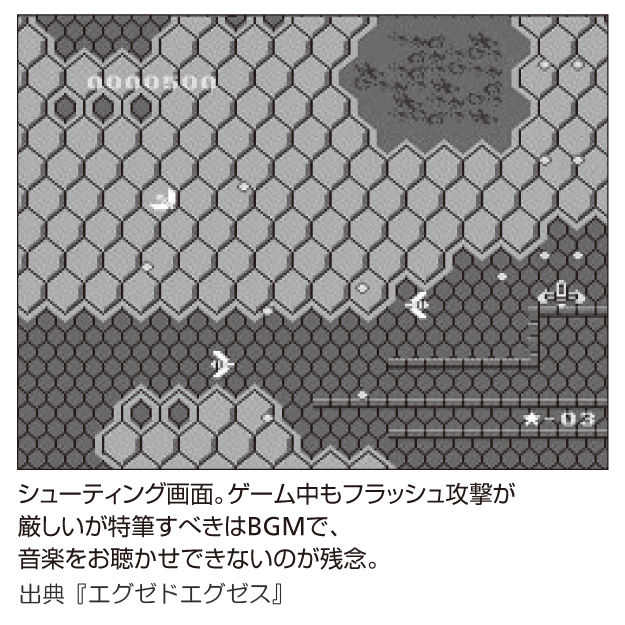 0000500
★-03
シューティング画面。ゲーム中もフラッシュ攻撃が
厳しいが特筆すべきはBGMで、
音楽をお聴かせできないのが残念。
出典『エグゼドエグゼス』